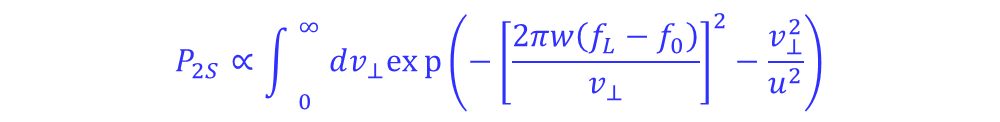 P_{2S} ∝ ∫_0^∞ dv_⊥ exp(−[2πw(f_L − f_0)/v_⊥]^2 − v_⊥^2/u^2)